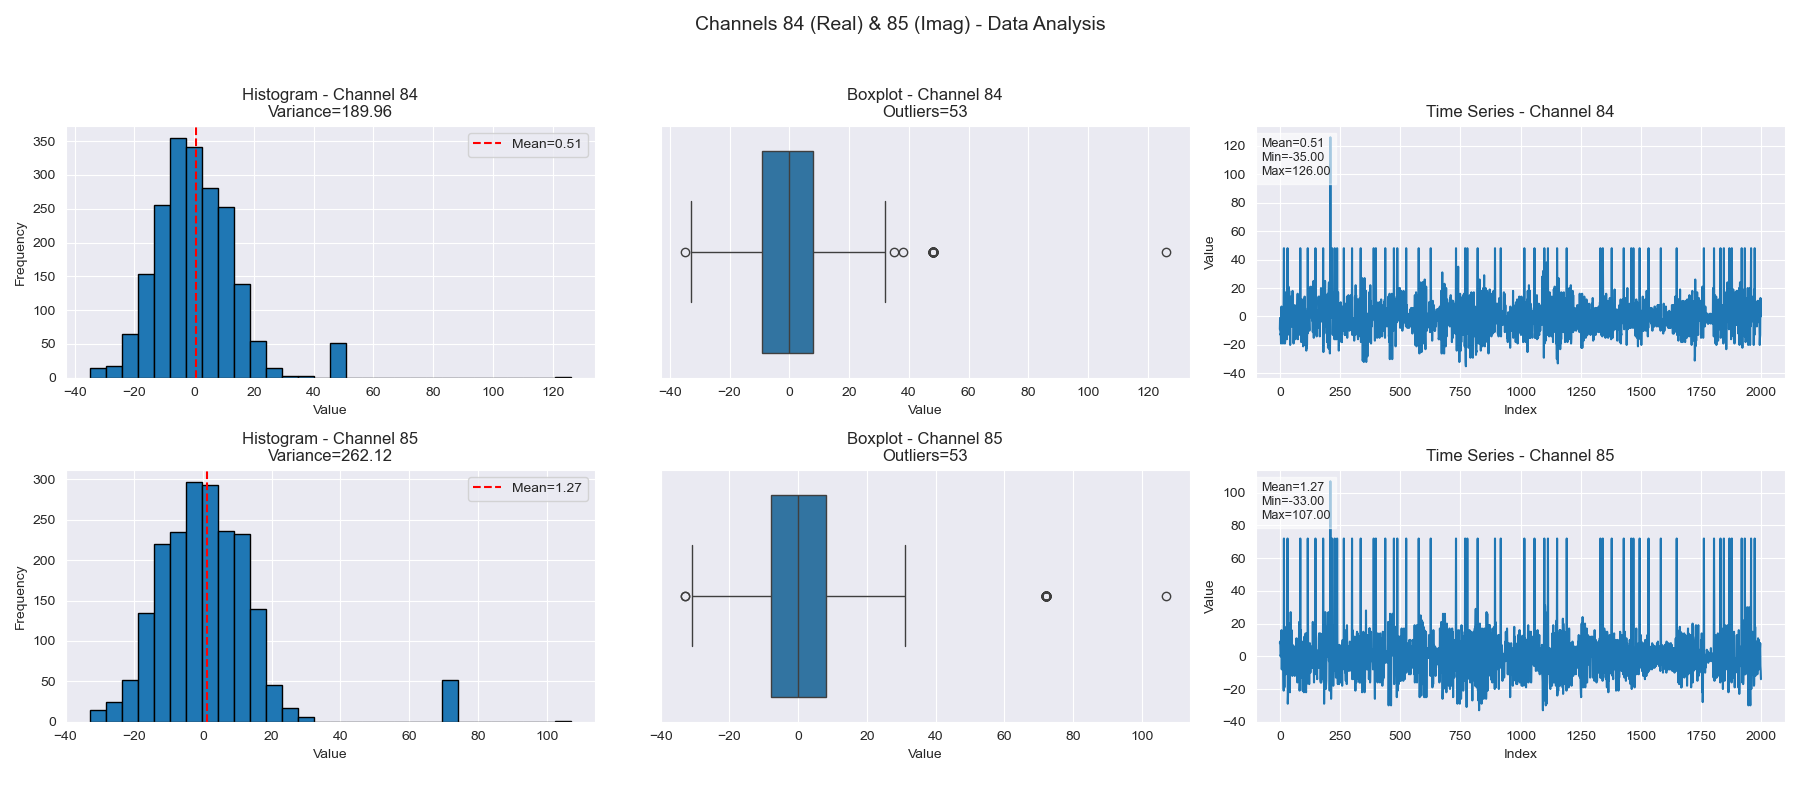 Channels 84 (Real) & 85 (Imag) - Data Analysis
Histogram - Channel 84
Variance=189.96
Mean=0.51
Frequency
350
300
250
200
150
100
50
0
−40 −20 0 20 40 60 80 100 120
Value
Boxplot - Channel 84
Outliers=53
−40 −20 0 20 40 60 80 100 120
Value
Time Series - Channel 84
Mean=0.51
Min=-35.00
Max=126.00
Value
120
100
80
60
40
20
0
−20
−40
0 250 500 750 1000 1250 1500 1750 2000
Index
Histogram - Channel 85
Variance=262.12
Mean=1.27
Frequency
300
250
200
150
100
50
0
−40 −20 0 20 40 60 80 100
Value
Boxplot - Channel 85
Outliers=53
−40 −20 0 20 40 60 80 100
Value
Time Series - Channel 85
Mean=1.27
Min=-33.00
Max=107.00
Value
100
80
60
40
20
0
−20
−40
0 250 500 750 1000 1250 1500 1750 2000
Index